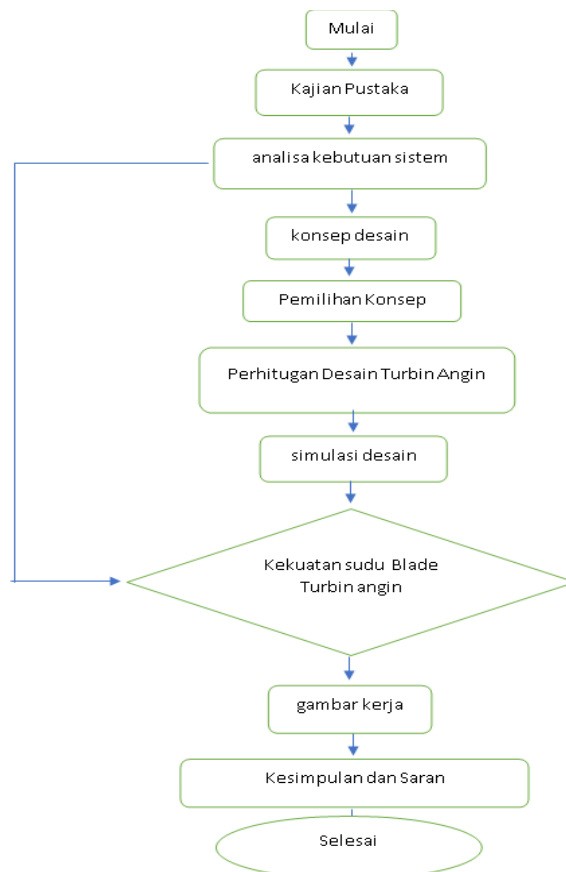 Mulai
Kajian Pustaka
analisa kebutuan sistem
konsep desain
Pemilihan Konsep
Perhitugan Desain Turbin Angin
simulasi desain
Kekuatan sudu Blade
Turbin angin
gambar kerja
Kesimpulan dan Saran
Selesai